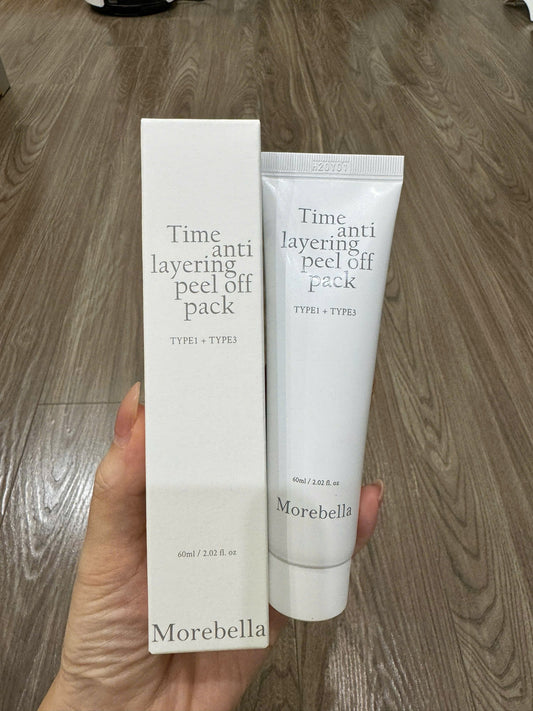 Time
anti
layering
peel off
pack
TYPE1 + TYPE3
60ml / 2.02 fl. oz
Morebella
Time
anti
layering
peel off
pack
TYPE1 + TYPE3
60ml / 2.02 fl. oz
Morebella